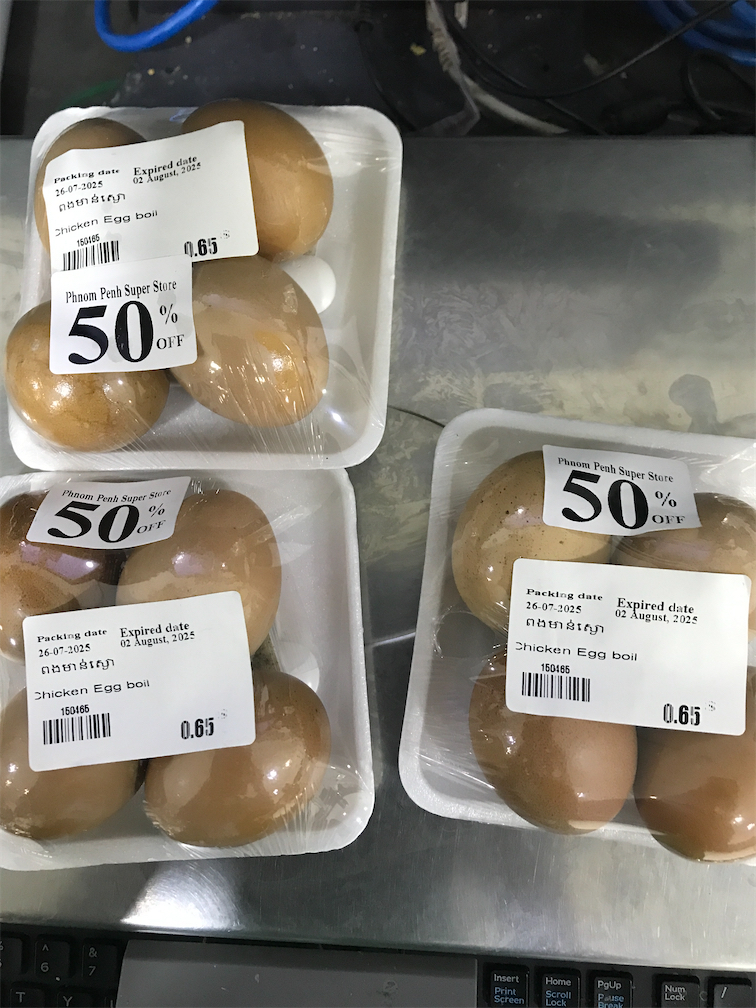 Packing date Expired date
26-07-2025 02 August, 2025
ពងមាន់ស្ងោ
Chicken Egg boil
150465
0.65
Phnom Penh Super Store
50%
OFF
Phnom Penh Super Store
50%
OFF
Packing date Expired date
26-07-2025 02 August, 2025
ពងមាន់ស្ងោ
Chicken Egg boil
150465
0.65
Phnom Penh Super Store
50%
OFF
Packing date Expired date
26-07-2025 02 August, 2025
ពងមាន់ស្ងោ
Chicken Egg boil
150465
0.65
^ &
6 7
T Y
Insert Home PgUp Num
Print Scroll Pause Lock
Screen Lock Break /